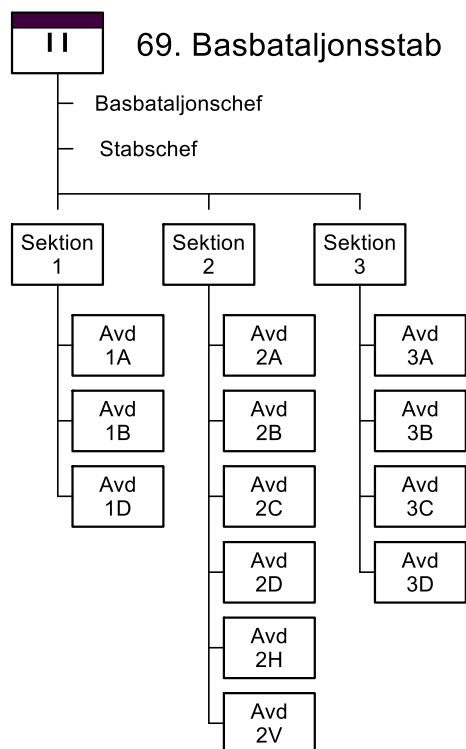 II
69. Basbataljonsstab
Basbataljonschef
Stabschef
Sektion
1
Sektion
2
Sektion
3
Avd
1A
Avd
1B
Avd
1D
Avd
2A
Avd
2B
Avd
2C
Avd
2D
Avd
2H
Avd
2V
Avd
3A
Avd
3B
Avd
3C
Avd
3D